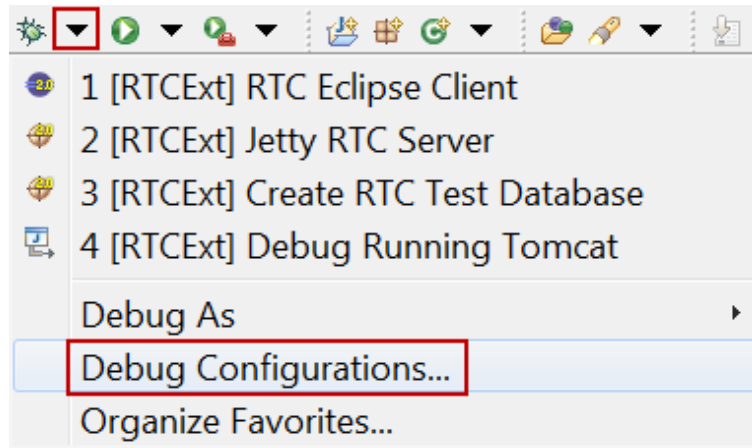 1 [RTCExt] RTC Eclipse Client
2 [RTCExt] Jetty RTC Server
3 [RTCExt] Create RTC Test Database
4 [RTCExt] Debug Running Tomcat
Debug As
Debug Configurations...
Organize Favorites...